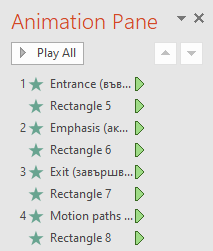 Animation Pane
Play All
1 Entrance (във...
Rectangle 5
2 Emphasis (ак...
Rectangle 6
3 Exit (завършв...
Rectangle 7
4 Motion paths ...
Rectangle 8